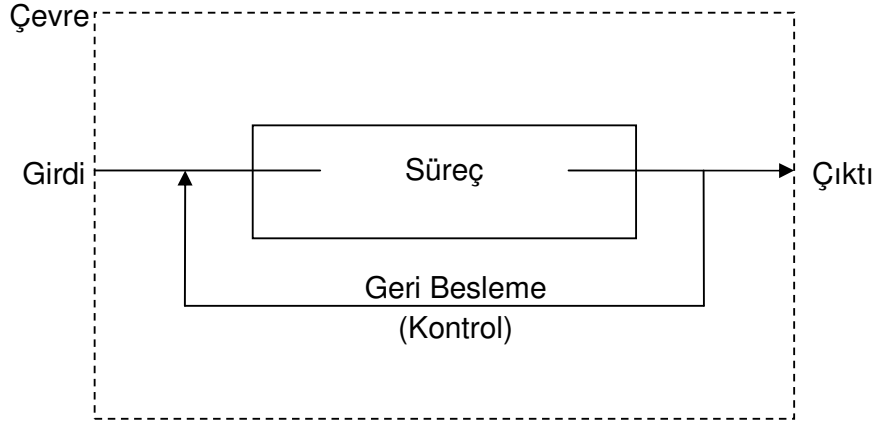 Çevre
Girdi
Süreç
Çıktı
Geri Besleme
(Kontrol)